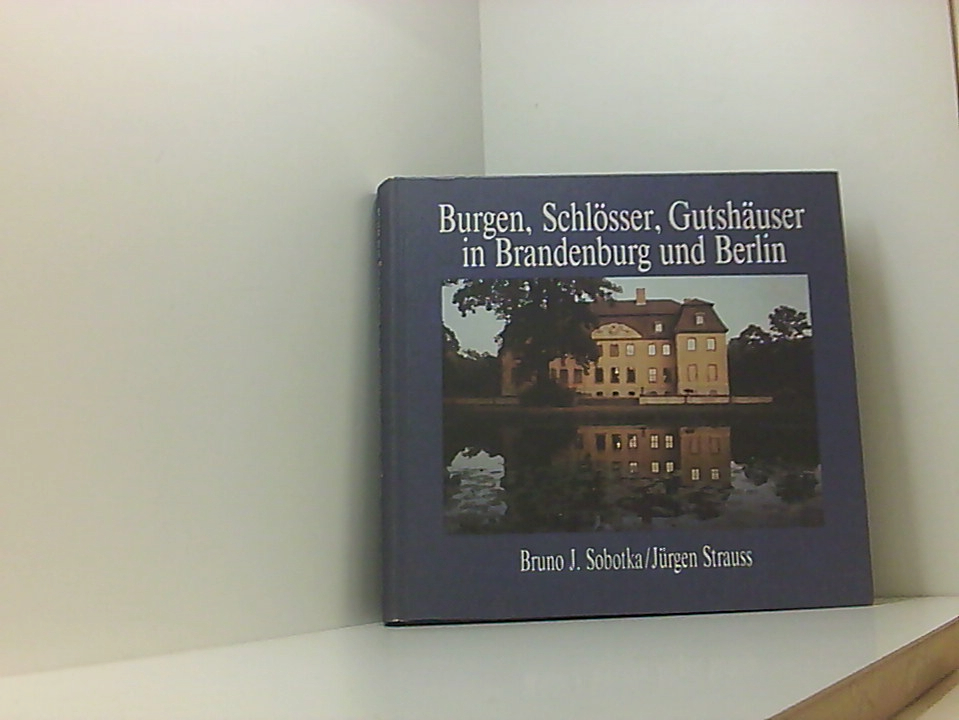 Burgen, Schlösser, Gutshäuser
in Brandenburg und Berlin
Bruno J. Sobotka/Jürgen Strauss